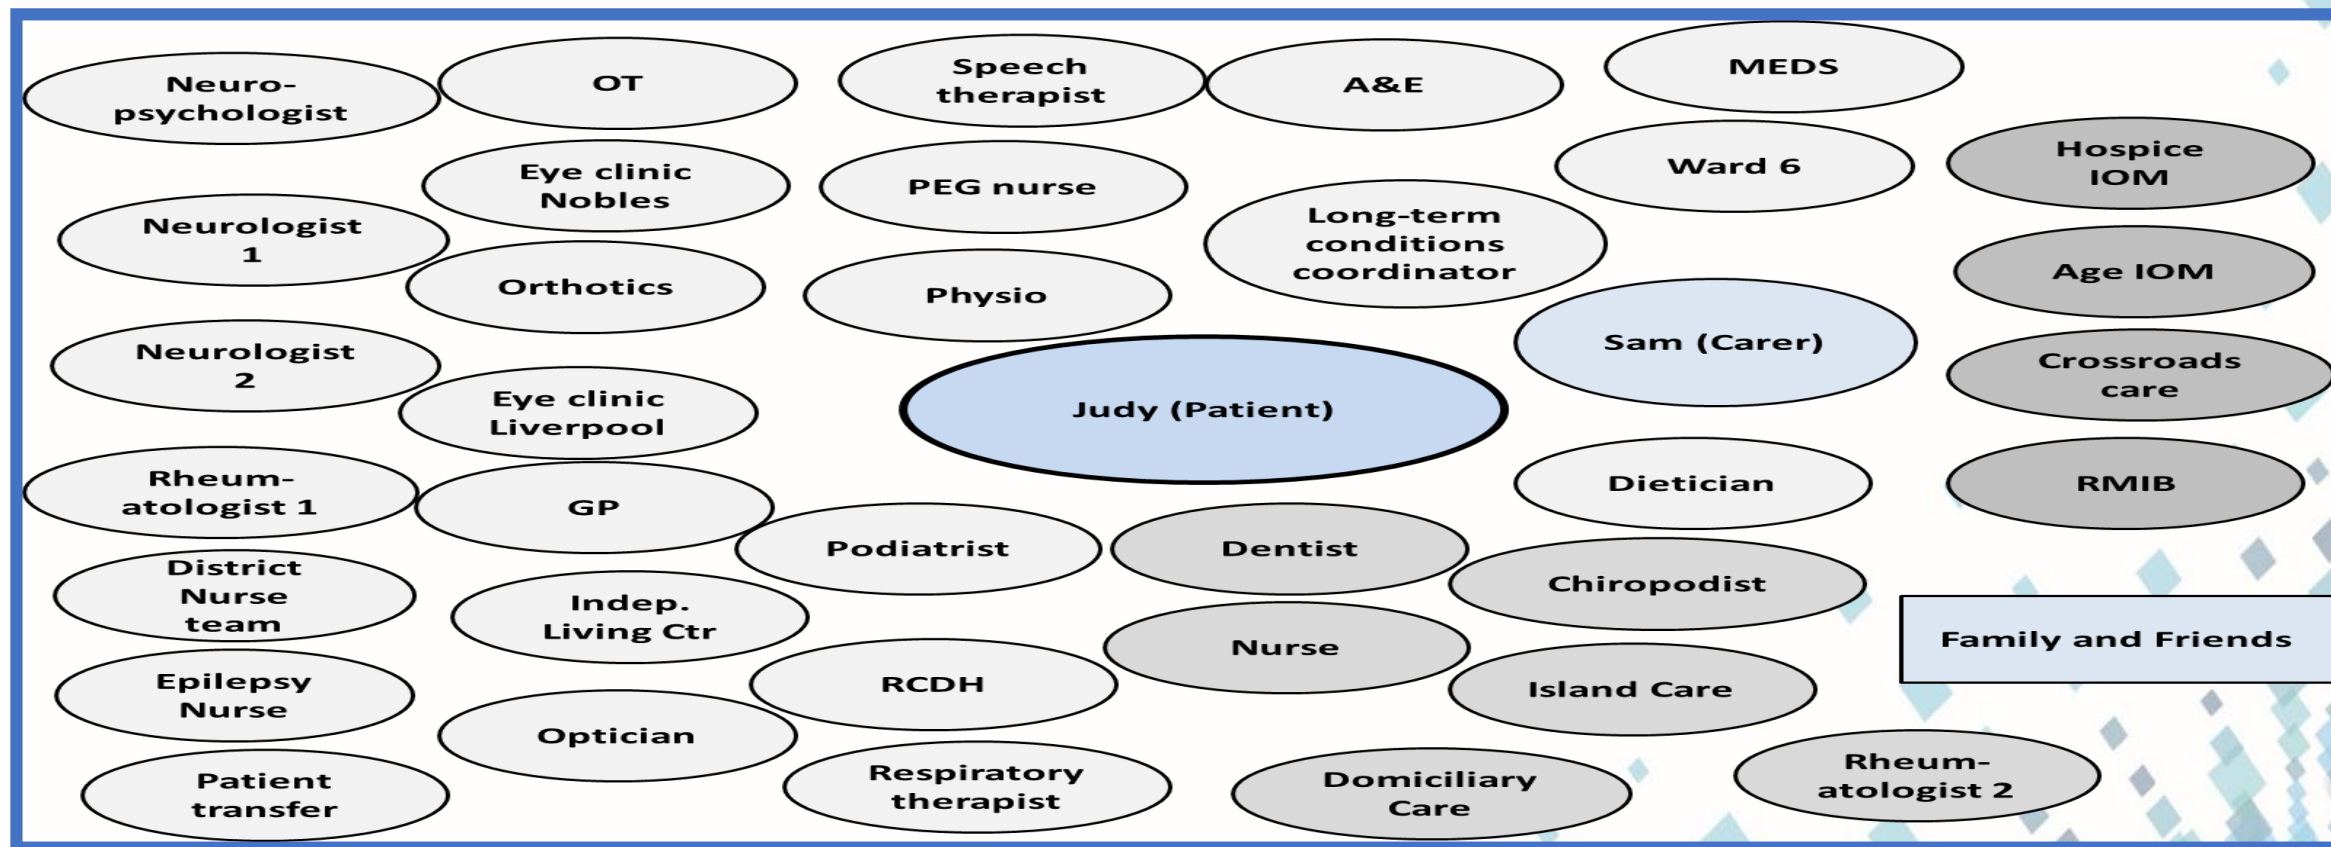 Neuro-
psychologist
OT
Speech
therapist
A&E
MEDS
Eye clinic
Nobles
PEG nurse
Ward 6
Hospice
IOM
Neurologist
1
Long-term
conditions
coordinator
Orthotics
Physio
Age IOM
Neurologist
2
Sam (Carer)
Crossroads
care
Eye clinic
Liverpool
Judy (Patient)
Rheum-
atologist 1
GP
Dietician
RMIB
Podiatrist
Dentist
Chiropodist
District
Nurse
team
Indep.
Living Ctr
Nurse
Family and Friends
Epilepsy
Nurse
RCDH
Island Care
Optician
Patient
transfer
Respiratory
therapist
Domiciliary
Care
Rheum-
atologist 2